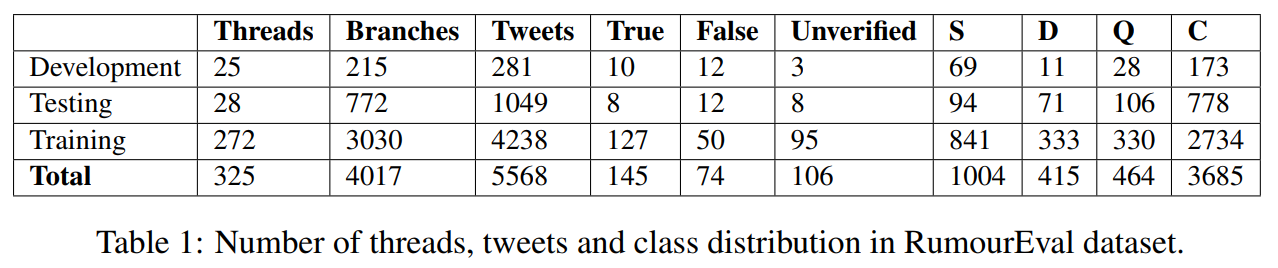 Threads Branches Tweets True False Unverified S D Q C
Development 25 215 281 10 12 3 69 11 28 173
Testing 28 772 1049 8 12 8 94 71 106 778
Training 272 3030 4238 127 50 95 841 333 330 2734
Total 325 4017 5568 145 74 106 1004 415 464 3685
Table 1: Number of threads, tweets and class distribution in RumourEval dataset.